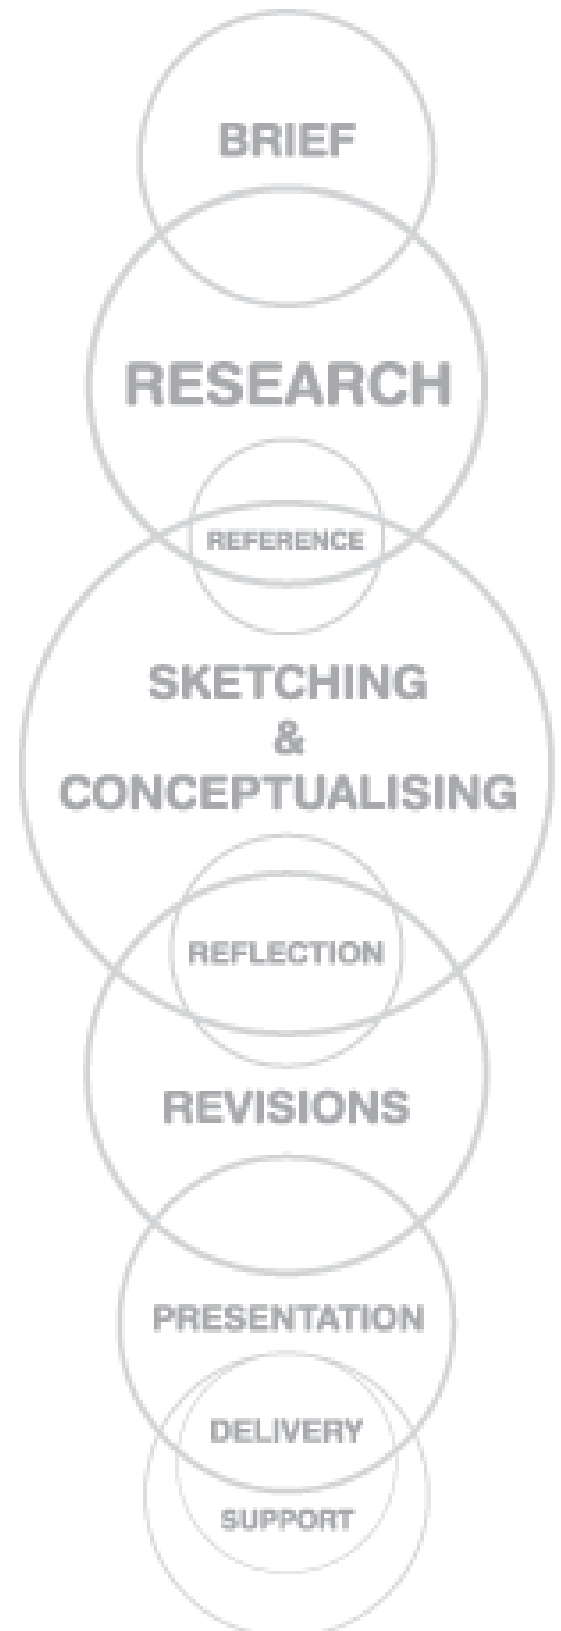 BRIEF
RESEARCH
REFERENCE
SKETCHING
&
CONCEPTUALISING
REFLECTION
REVISIONS
PRESENTATION
DELIVERY
SUPPORT